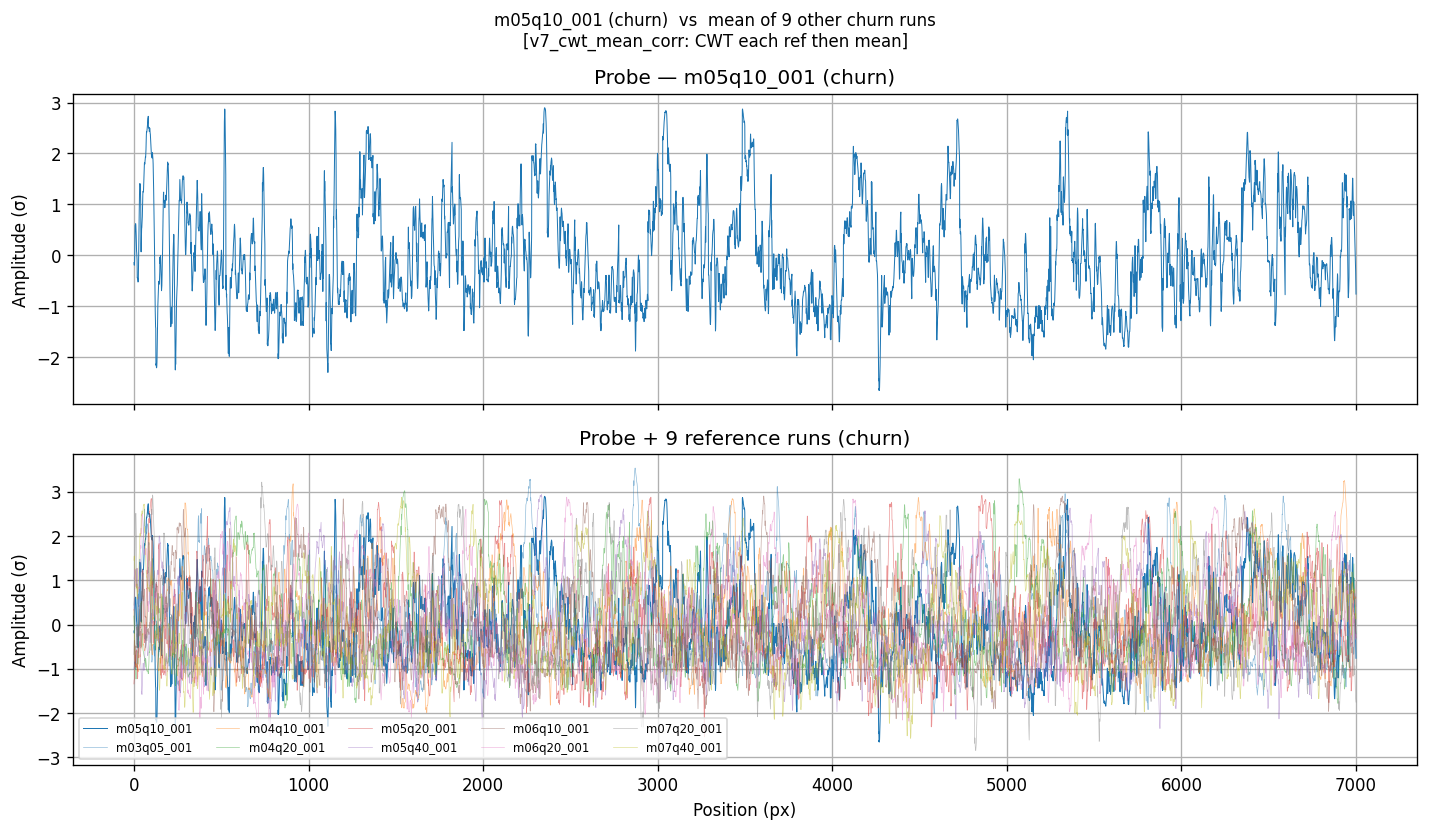 m05q10_001 (churn)  vs  mean of 9 other churn runs
[v7_cwt_mean_corr: CWT each ref then mean]
Probe — m05q10_001 (churn)
3
2
1
0
−1
−2
Amplitude (σ)
Probe + 9 reference runs (churn)
3
2
1
0
−1
−2
−3
Amplitude (σ)
m05q10_001 m04q10_001 m05q20_001 m06q10_001 m07q20_001
m03q05_001 m04q20_001 m05q40_001 m06q20_001 m07q40_001
0 1000 2000 3000 4000 5000 6000 7000
Position (px)